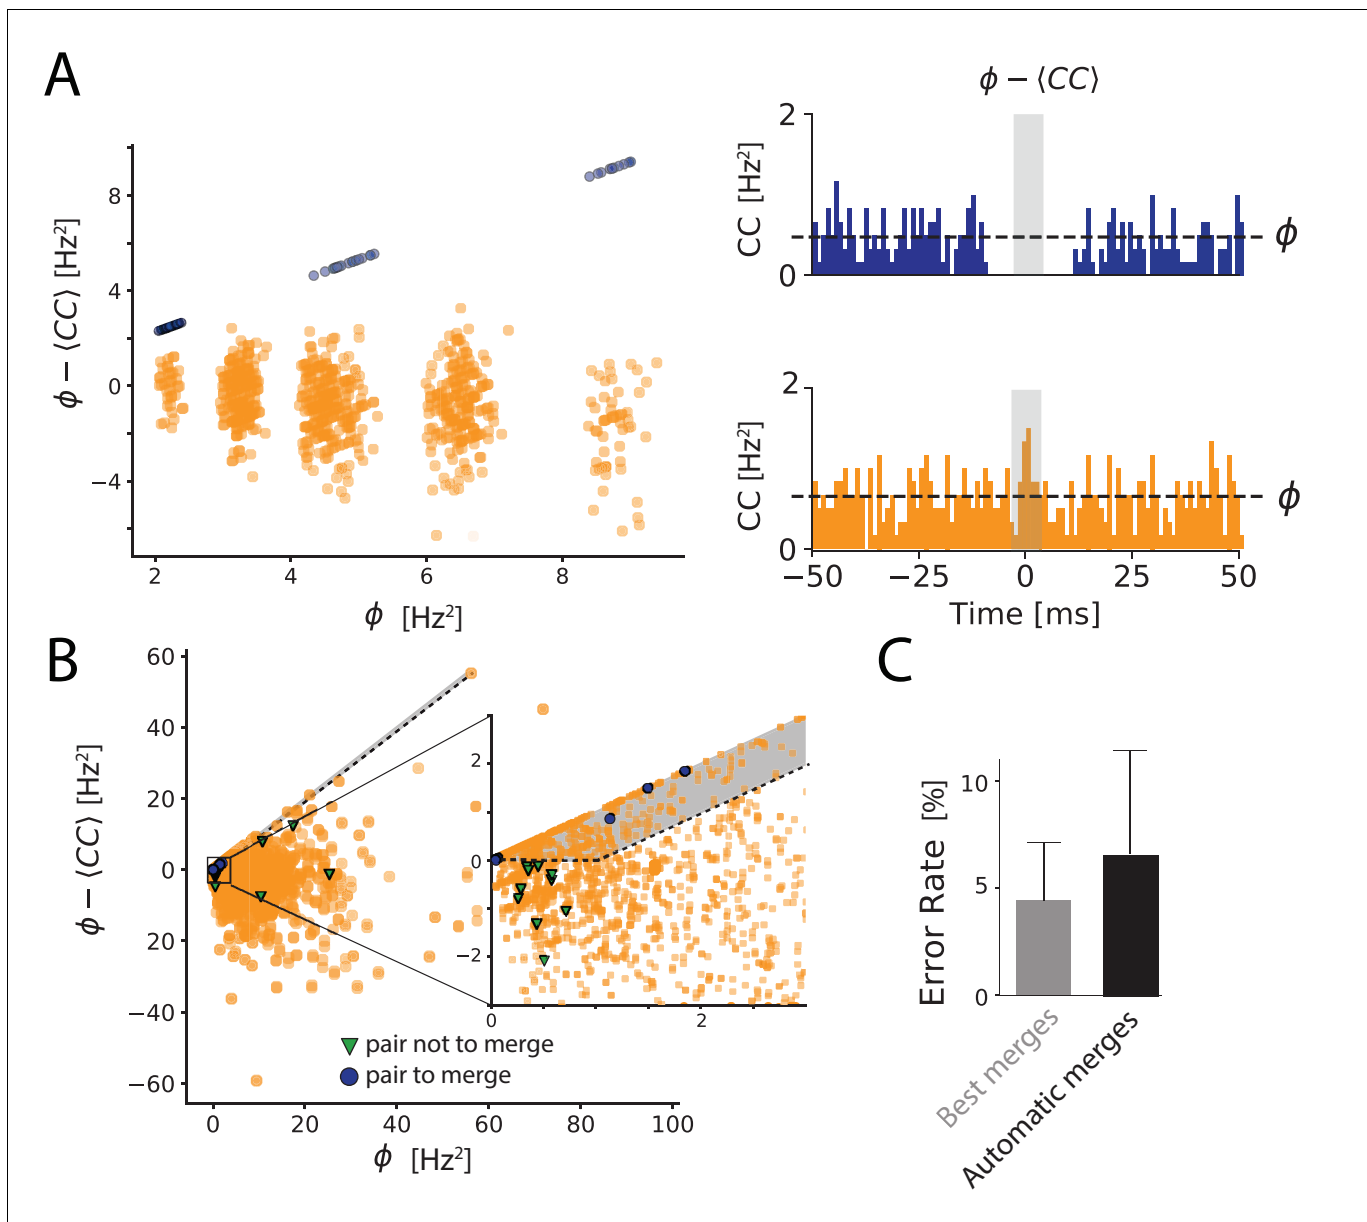 A
ϕ − ⟨CC⟩
ϕ − ⟨CC⟩ [Hz²]
8
4
0
−4
2
4
6
8
ϕ [Hz²]
CC [Hz²]
2
0
ϕ
CC [Hz²]
2
0
ϕ
−50
−25
0
25
50
Time [ms]
B
ϕ − ⟨CC⟩ [Hz²]
60
40
20
0
20
−40
−60
0
20
40
60
80
100
ϕ [Hz²]
2
0
−2
0
2
pair not to merge
pair to merge
C
Error Rate [%]
10
5
0
Best merges
Automatic merges